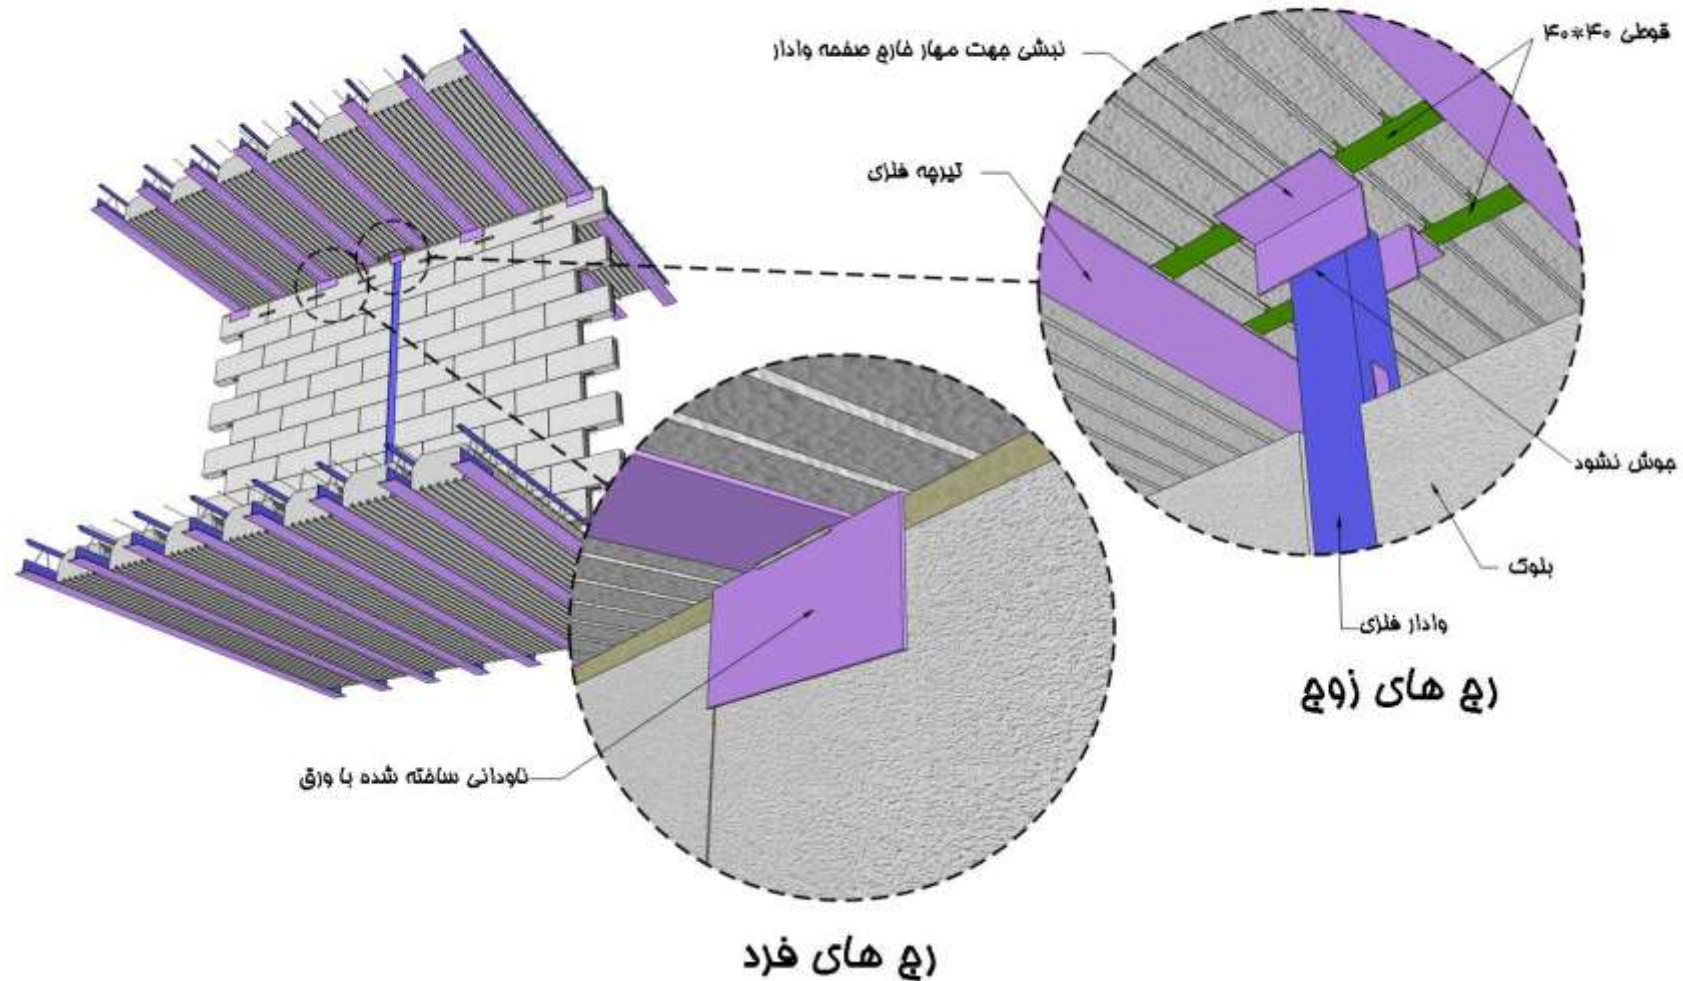 نبشی جهت مهار خارج صفحه وادار
قوطی ۴۰*۴۰
تیرچه فلزی
جوش نشود
بلوک
وادار فلزی
رج های زوج
ناودانی ساخته شده با ورق
رج های فرد